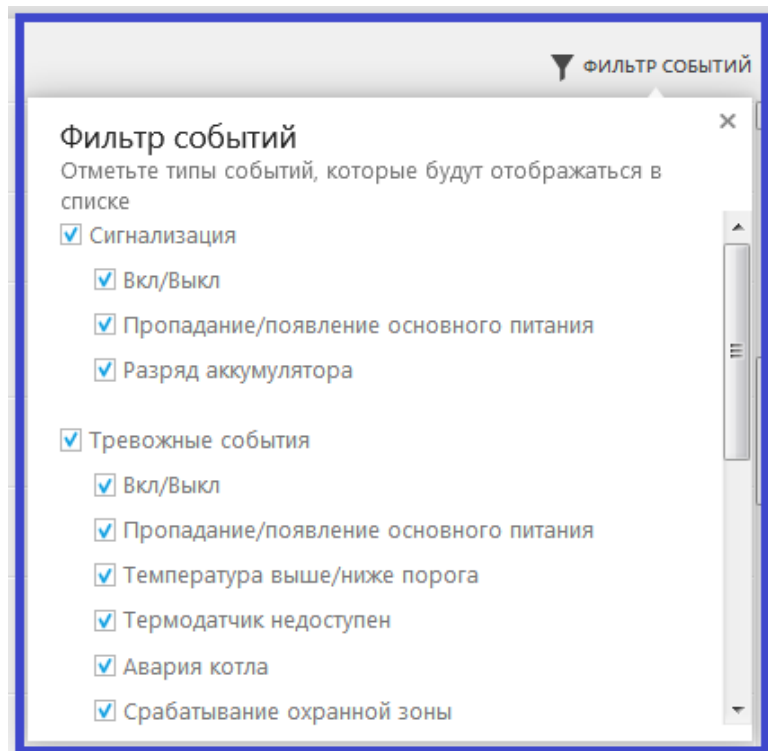 ФИЛЬТР СОБЫТИЙ
Фильтр событий
Отметьте типы событий, которые будут отображаться в
списке
Сигнализация
Вкл/Выкл
Пропадание/появление основного питания
Разряд аккумулятора
Тревожные события
Вкл/Выкл
Пропадание/появление основного питания
Температура выше/ниже порога
Термодатчик недоступен
Авария котла
Срабатывание охранной зоны